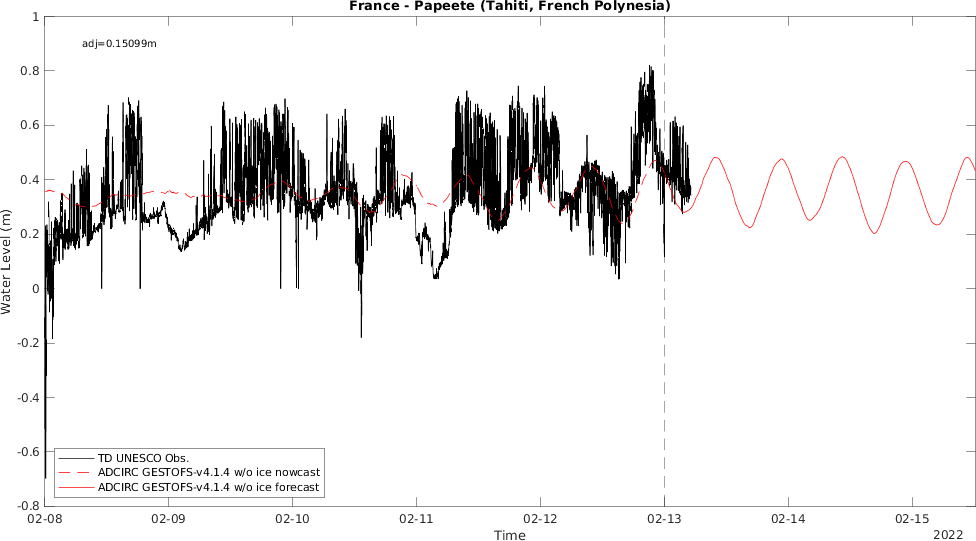 France - Papeete (Tahiti, French Polynesia)
adj=0.15099m
1
0.8
0.6
0.4
0.2
0
-0.2
-0.4
-0.6
-0.8
Water Level (m)
TD UNESCO Obs.
ADCIRC GESTOFS-v4.1.4 w/o ice nowcast
ADCIRC GESTOFS-v4.1.4 w/o ice forecast
02-08 02-09 02-10 02-11 02-12 02-13 02-14 02-15
Time
2022